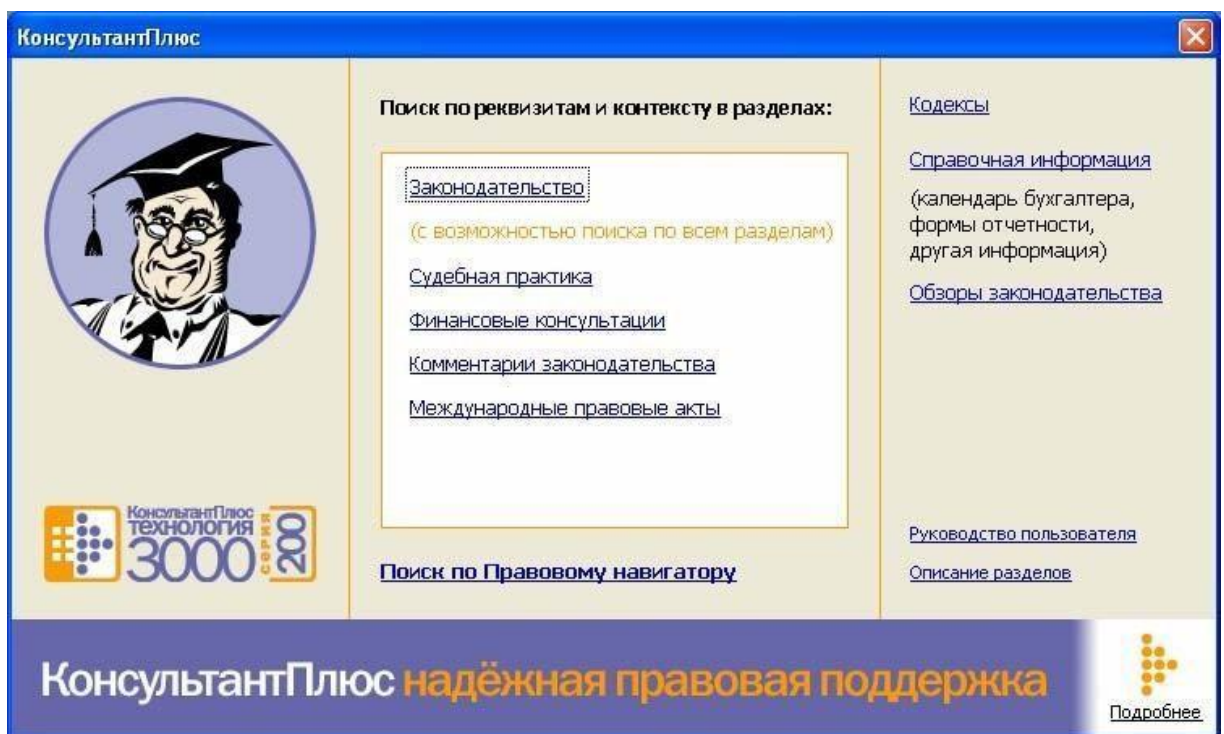 КонсультантПлюс
Поиск по реквизитам и контексту в разделах:
Законодательство
(с возможностью поиска по всем разделам)
Судебная практика
Финансовые консультации
Комментарии законодательства
Международные правовые акты
Поиск по Правовому навигатору
Кодексы
Справочная информация
(календарь бухгалтера,
формы отчетности,
другая информация)
Обзоры законодательства
Руководство пользователя
Описание разделов
КонсультантПлюс
технология
3000
серия
200
КонсультантПлюс надёжная правовая поддержка
Подробнее